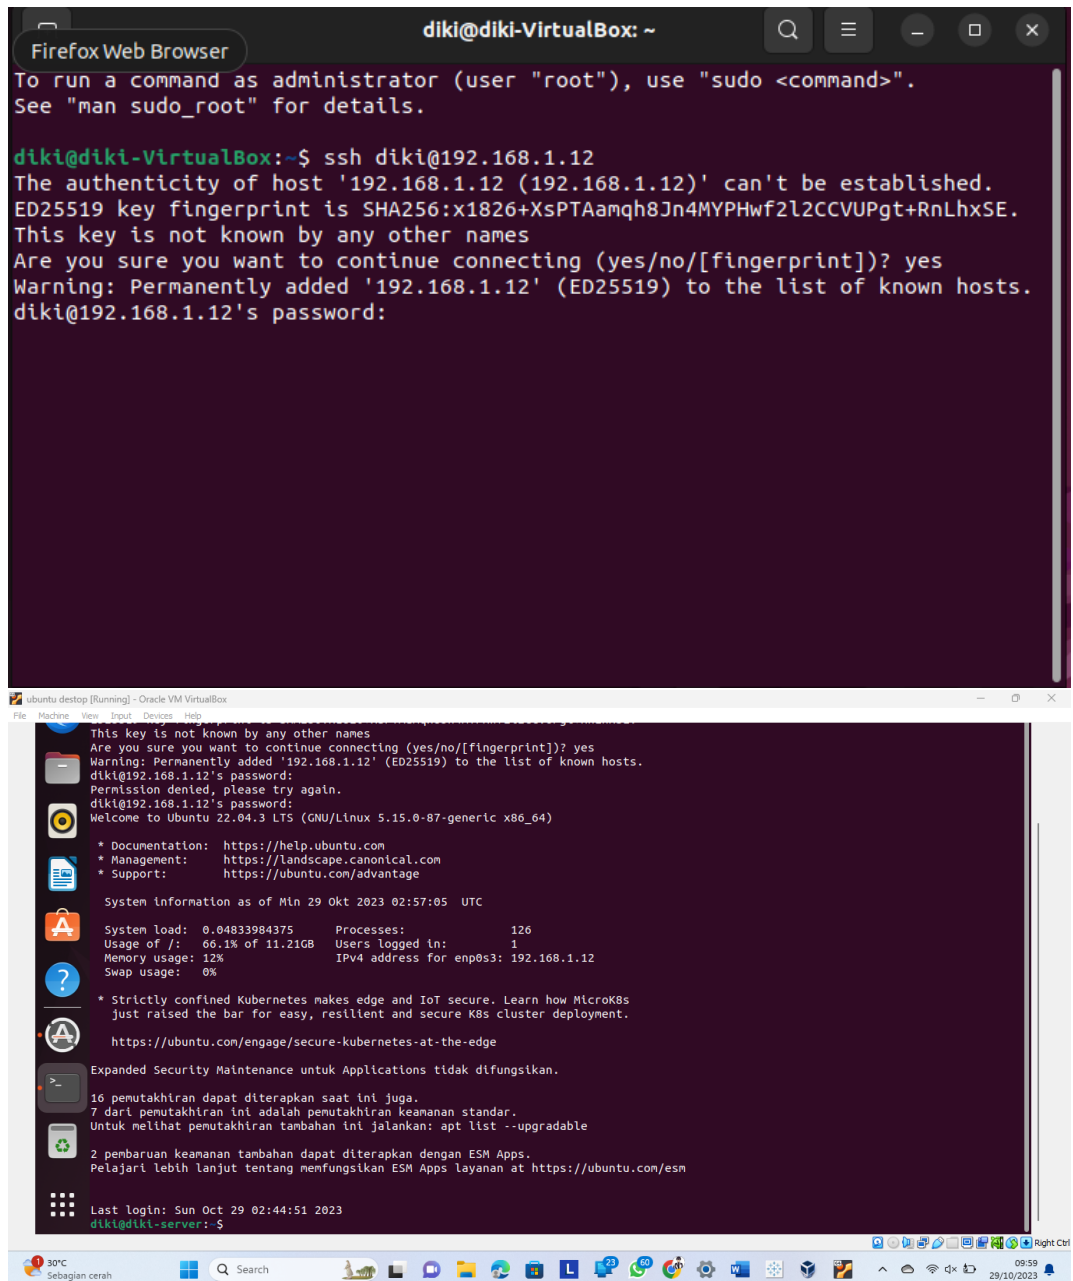 diki@diki-VirtualBox: ~
Firefox Web Browser
To run a command as administrator (user "root"), use "sudo <command>".
See "man sudo_root" for details.
diki@diki-VirtualBox:~$ ssh diki@192.168.1.12
The authenticity of host '192.168.1.12 (192.168.1.12)' can't be established.
ED25519 key fingerprint is SHA256:x1826+XsPTAamqh8Jn4MYPHwf2l2CCVUPgt+RnLhxSE.
This key is not known by any other names
Are you sure you want to continue connecting (yes/no/[fingerprint])? yes
Warning: Permanently added '192.168.1.12' (ED25519) to the list of known hosts.
diki@192.168.1.12's password:
ubuntu destop [Running] - Oracle VM VirtualBox
File Machine View Input Devices Help
This key is not known by any other names
Are you sure you want to continue connecting (yes/no/[fingerprint])? yes
Warning: Permanently added '192.168.1.12' (ED25519) to the list of known hosts.
diki@192.168.1.12's password:
Permission denied, please try again.
diki@192.168.1.12's password:
Welcome to Ubuntu 22.04.3 LTS (GNU/Linux 5.15.0-87-generic x86_64)
* Documentation: https://help.ubuntu.com
* Management: https://landscape.canonical.com
* Support: https://ubuntu.com/advantage
System information as of Min 29 Okt 2023 02:57:05 UTC
System load: 0.04833984375 Processes: 126
Usage of /: 66.1% of 11.21GB Users logged in: 1
Memory usage: 12% IPv4 address for enp0s3: 192.168.1.12
Swap usage: 0%
* Strictly confined Kubernetes makes edge and IoT secure. Learn how MicroK8s
just raised the bar for easy, resilient and secure K8s cluster deployment.
https://ubuntu.com/engage/secure-kubernetes-at-the-edge
Expanded Security Maintenance untuk Applications tidak difungsikan.
16 pemutakhiran dapat diterapkan saat ini juga.
7 dari pemutakhiran ini adalah pemutakhiran keamanan standar.
Untuk melihat pemutakhiran tambahan ini jalankan: apt list --upgradable
2 pembaruan keamanan tambahan dapat diterapkan dengan ESM Apps.
Pelajari lebih lanjut tentang memfungsikan ESM Apps layanan at https://ubuntu.com/esm
Last login: Sun Oct 29 02:44:51 2023
diki@diki-server:~$
Right Ctrl
1
30°C
Sebagian cerah
Search
23
60
09:59
29/10/2023